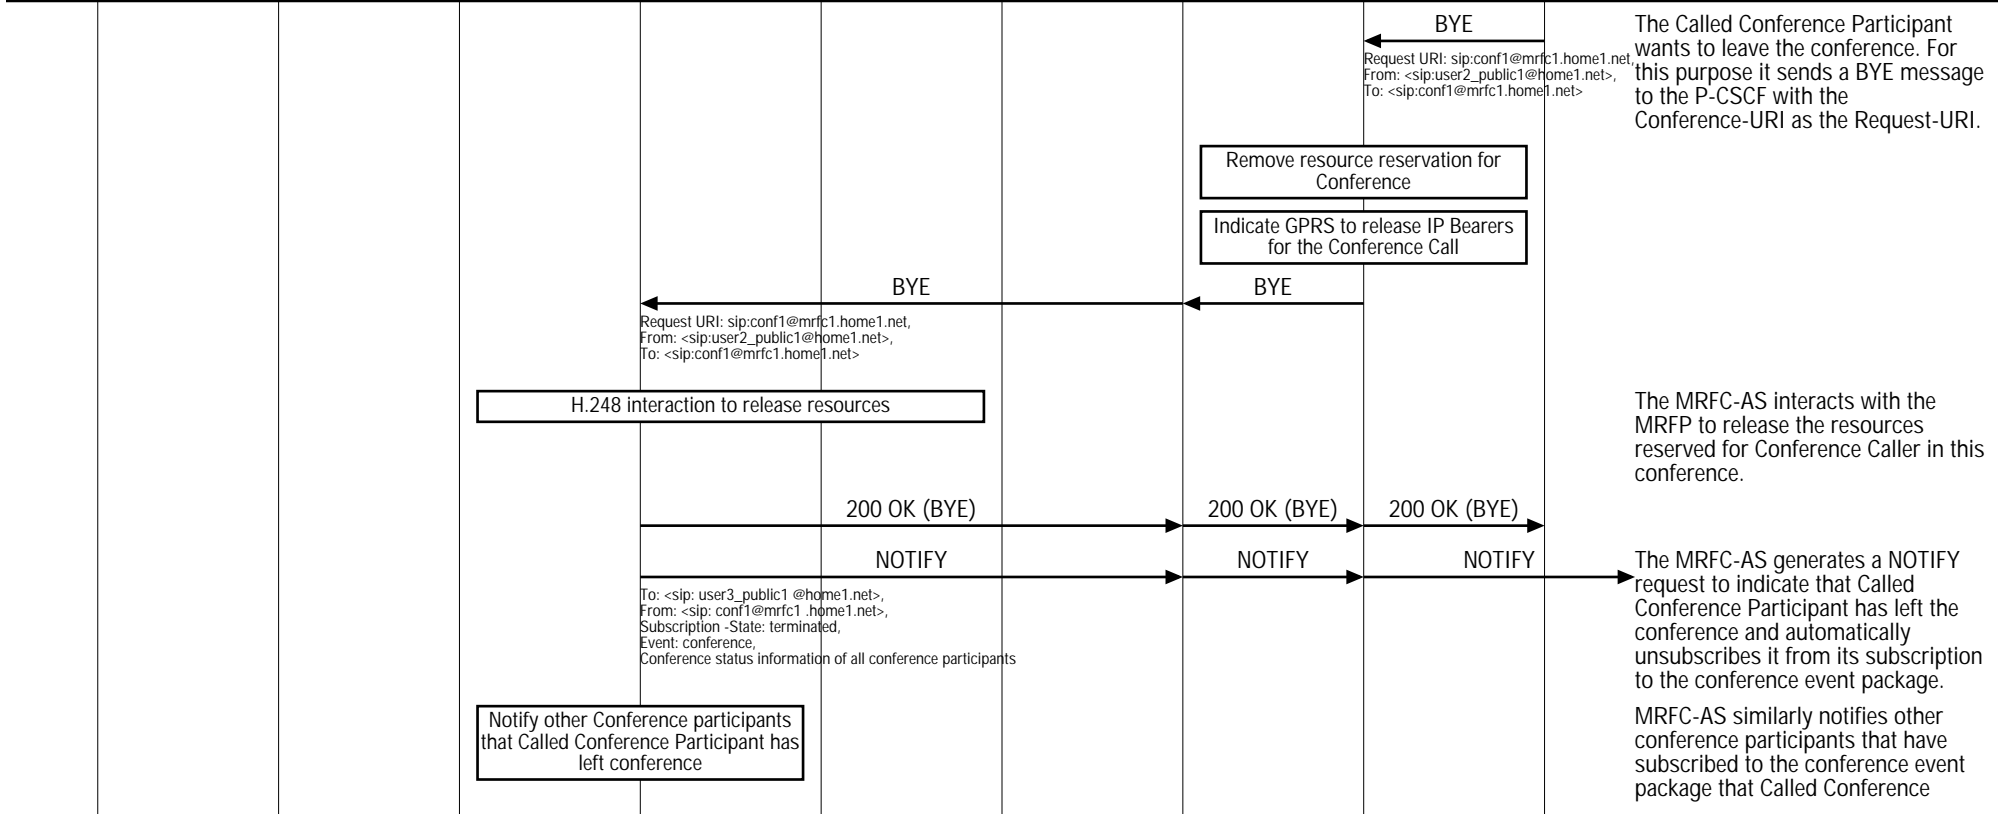 BYE
Request URI: sip:conf1@mrfc1.home1.net,
From: <sip:user2_public1@home1.net>,
To: <sip:conf1@mrfc1.home1.net>
The Called Conference Participant
wants to leave the conference. For
this purpose it sends a BYE message
to the P-CSCF with the
Conference-URI as the Request-URI.
Remove resource reservation for
Conference
Indicate GPRS to release IP Bearers
for the Conference Call
BYE
BYE
Request URI: sip:conf1@mrfc1.home1.net,
From: <sip:user2_public1@home1.net>,
To: <sip:conf1@mrfc1.home1.net>
H.248 interaction to release resources
The MRFC-AS interacts with the
MRFP to release the resources
reserved for Conference Caller in this
conference.
200 OK (BYE)
200 OK (BYE)
200 OK (BYE)
NOTIFY
NOTIFY
NOTIFY
To: <sip: user3_public1 @home1.net>,
From: <sip: conf1@mrfc1 .home1.net>,
Subscription -State: terminated,
Event: conference,
Conference status information of all conference participants
The MRFC-AS generates a NOTIFY
request to indicate that Called
Conference Participant has left the
conference and automatically
unsubscribes it from its subscription
to the conference event package.
Notify other Conference participants
that Called Conference Participant has
left conference
MRFC-AS similarly notifies other
conference participants that have
subscribed to the conference event
package that Called Conference